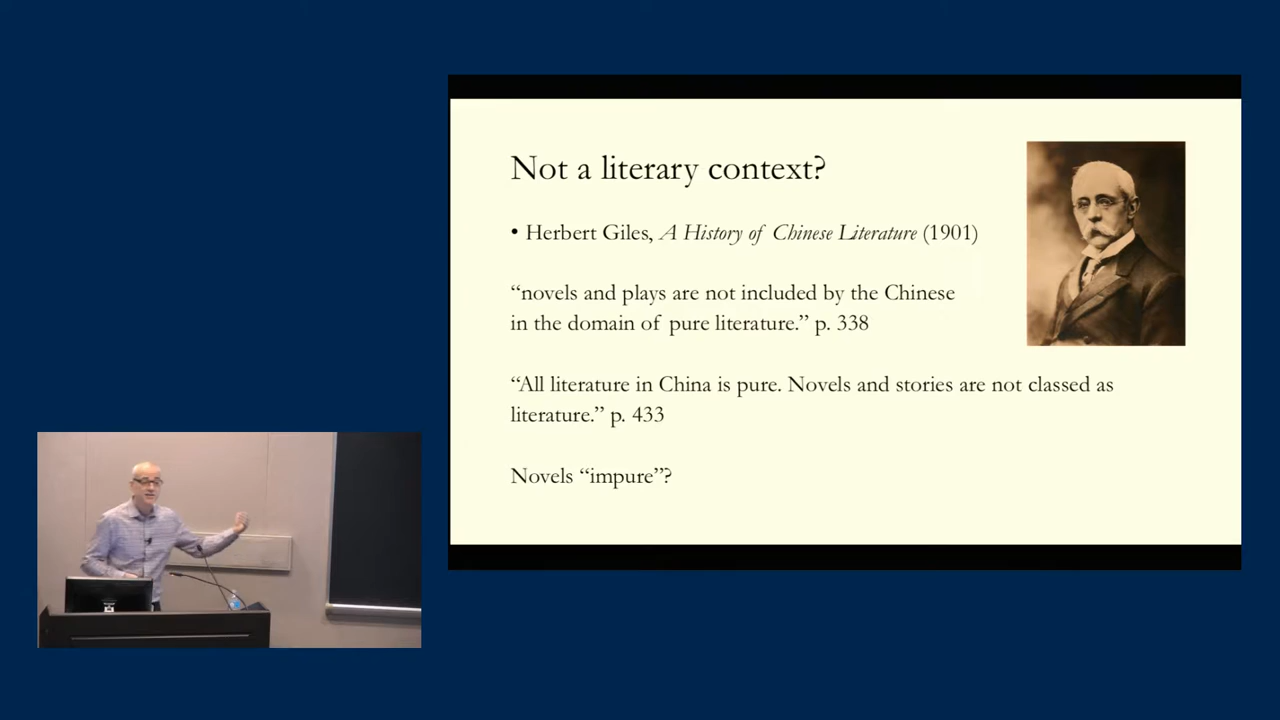 Not a literary context?
• Herbert Giles, A History of Chinese Literature (1901)
“novels and plays are not included by the Chinese
in the domain of pure literature.” p. 338
“All literature in China is pure. Novels and stories are not classed as
literature.” p. 433
Novels “impure”?